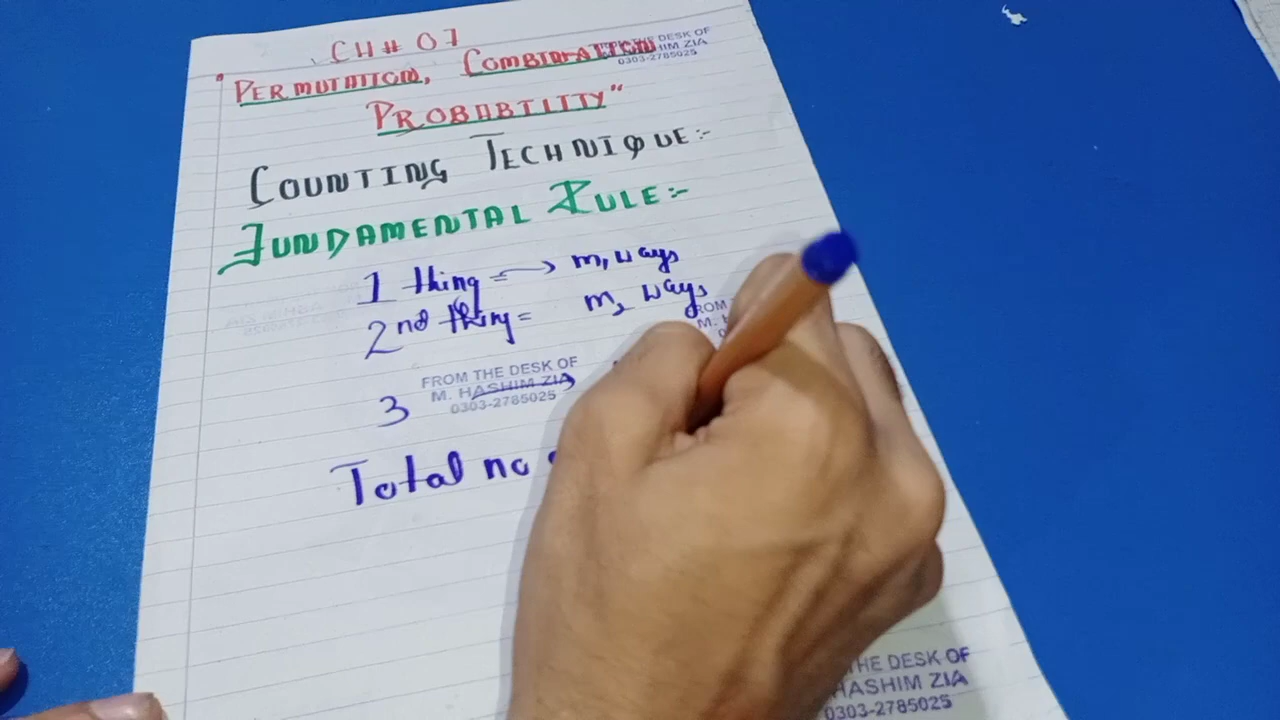 CH# 07
"PERMUTATION, COMBINATION
PROBABILITY"
FROM THE DESK OF
M. HASHIM ZIA
0303-2785025
COUNTING TECHNIQUE:-
FUNDAMENTAL RULE:-
1 thing = → m, ways
2nd thing = m2 ways
FROM
M.
3
FROM THE DESK OF
M. HASHIM ZIA
0303-2785025
Total no
THE DESK OF
HASHIM ZIA
0303-2785025